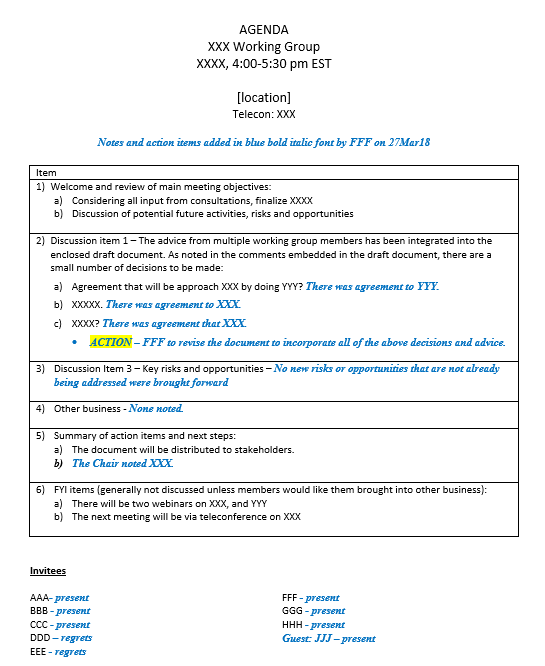 AGENDA
XXX Working Group
XXXX, 4:00-5:30 pm EST
[location]
Telecon: XXX
Notes and action items added in blue bold italic font by FFF on 27Mar18
Item
1) Welcome and review of main meeting objectives:
a) Considering all input from consultations, finalize XXXX
b) Discussion of potential future activities, risks and opportunities
2) Discussion item 1 – The advice from multiple working group members has been integrated into the
enclosed draft document. As noted in the comments embedded in the draft document, there are a
small number of decisions to be made:
a) Agreement that will be approach XXX by doing YYY? There was agreement to YYY.
b) XXXXX. There was agreement to XXX.
c) XXXX? There was agreement that XXX.
• ACTION – FFF to revise the document to incorporate all of the above decisions and advice.
3) Discussion Item 3 – Key risks and opportunities – No new risks or opportunities that are not already
being addressed were brought forward
4) Other business - None noted.
5) Summary of action items and next steps:
a) The document will be distributed to stakeholders.
b) The Chair noted XXX.
6) FYI items (generally not discussed unless members would like them brought into other business):
a) There will be two webinars on XXX, and YYY
b) The next meeting will be via teleconference on XXX
Invitees
AAA- present
BBB - present
CCC - present
DDD – regrets
EEE - regrets
FFF - present
GGG - present
HHH - present
Guest: JJJ – present